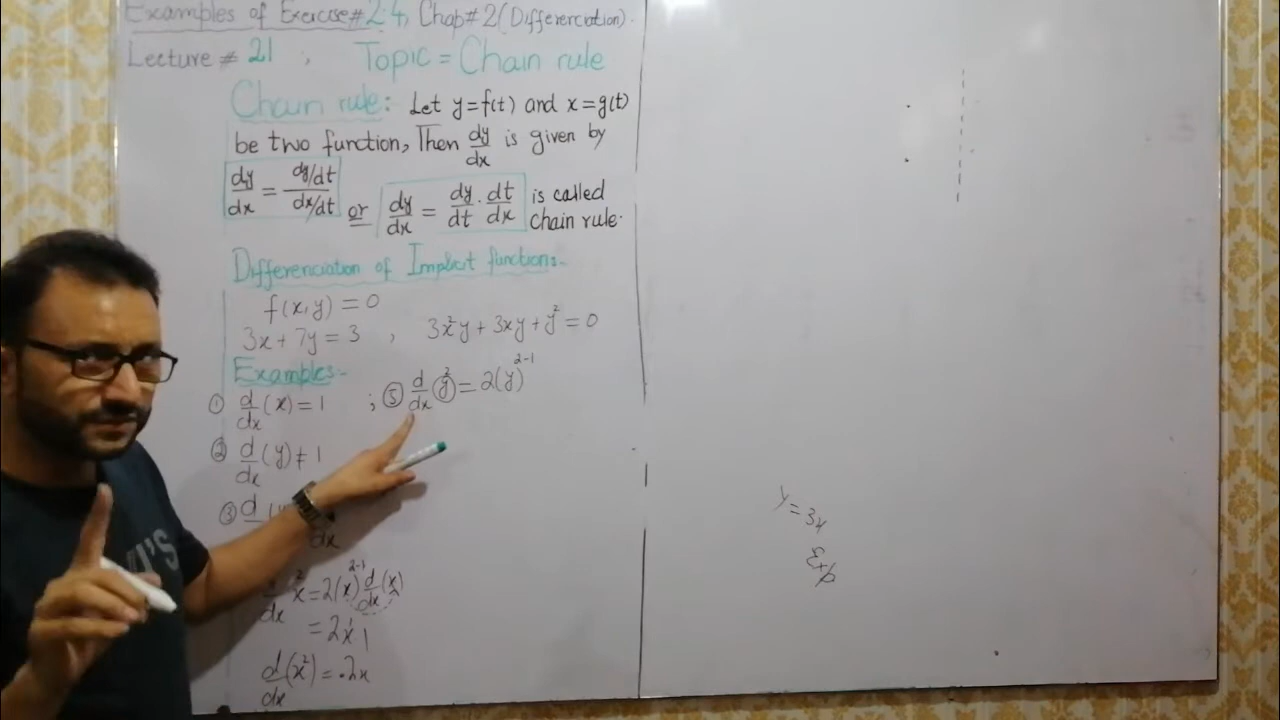 Examples of Exercise# 2.4, Chap# 2 (Differenciation).
Lecture # 21 ; Topic = Chain rule
Chain rule: Let y=f(t) and x=g(t)
be two function, Then dy/dx is given by
dy/dx = (dy/dt)/(dx/dt) or dy/dx = dy/dt . dt/dx is called
chain rule.
Differenciation of Implicit functions:-
f(x,y) = 0
3x + 7y = 3 , 3x²y + 3xy + y² = 0
Examples:-
① d/dx (x) = 1 ; ⑤ d/dx (y²) = 2(y)²⁻¹
② d/dx (y) ≠ 1
③ d
dx
dx x² = 2(x)²⁻¹ d/dx (x)
= 2x¹ 1
d/dx (x²) = 2x
y = 3x